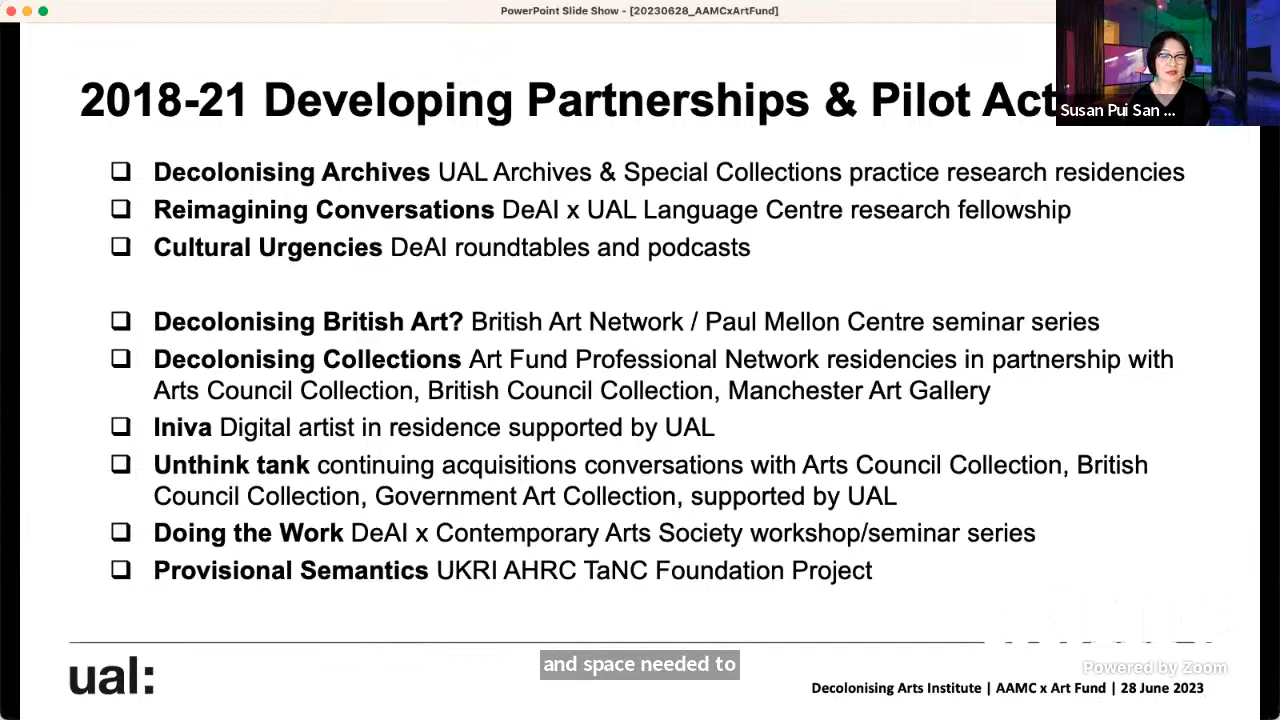 PowerPoint Slide Show - [20230628_AAMCxArtFund]
2018-21 Developing Partnerships & Pilot Act
Susan Pui San ...
Decolonising Archives UAL Archives & Special Collections practice research residencies
Reimagining Conversations DeAI x UAL Language Centre research fellowship
Cultural Urgencies DeAI roundtables and podcasts
Decolonising British Art? British Art Network / Paul Mellon Centre seminar series
Decolonising Collections Art Fund Professional Network residencies in partnership with
Arts Council Collection, British Council Collection, Manchester Art Gallery
Iniva Digital artist in residence supported by UAL
Unthink tank continuing acquisitions conversations with Arts Council Collection, British
Council Collection, Government Art Collection, supported by UAL
Doing the Work DeAI x Contemporary Arts Society workshop/seminar series
Provisional Semantics UKRI AHRC TaNC Foundation Project
and space needed to
Powered by Zoom
ual:
Decolonising Arts Institute | AAMC x Art Fund | 28 June 2023